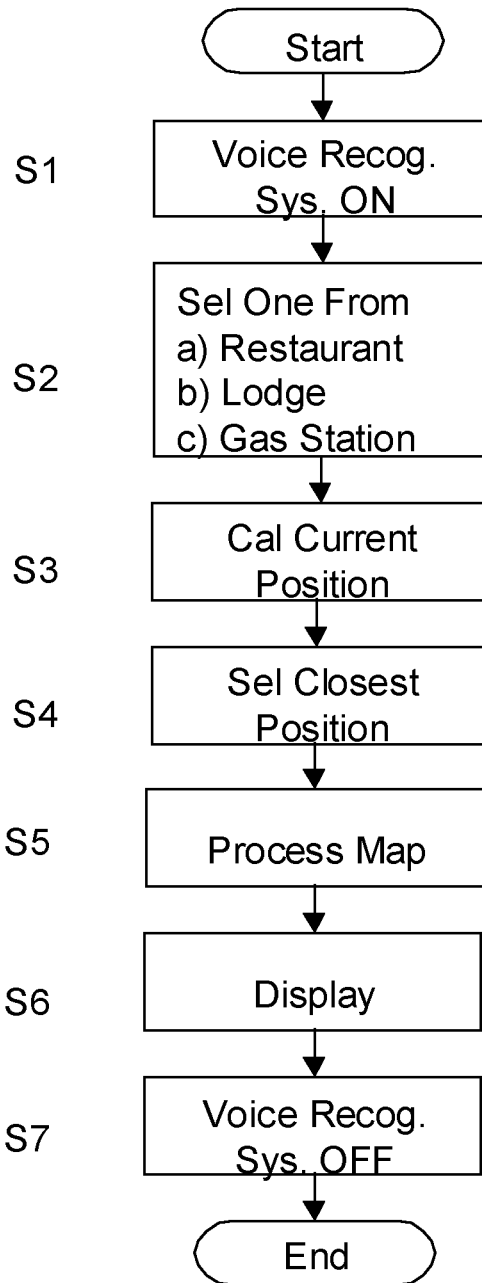 Start
S1
Voice Recog.
Sys. ON
S2
Sel One From
a) Restaurant
b) Lodge
c) Gas Station
S3
Cal Current
Position
S4
Sel Closest
Position
S5
Process Map
S6
Display
S7
Voice Recog.
Sys. OFF
End